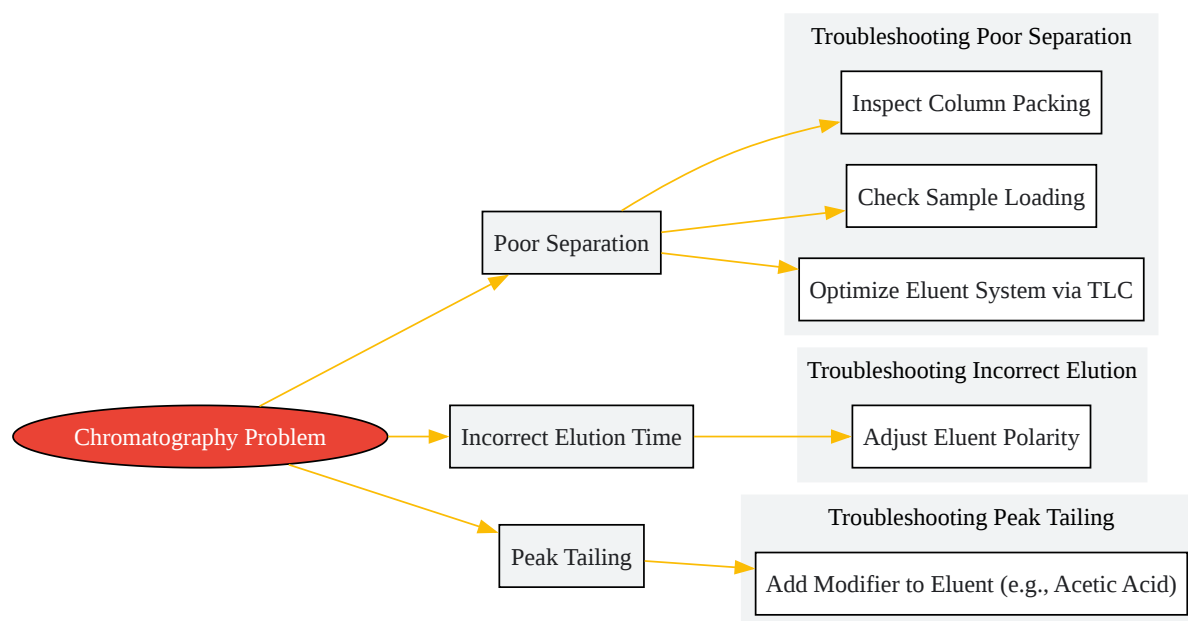 Troubleshooting Poor Separation
Inspect Column Packing
Check Sample Loading
Poor Separation
Optimize Eluent System via TLC
Troubleshooting Incorrect Elution
Chromatography Problem
Incorrect Elution Time
Adjust Eluent Polarity
Troubleshooting Peak Tailing
Peak Tailing
Add Modifier to Eluent (e.g., Acetic Acid)